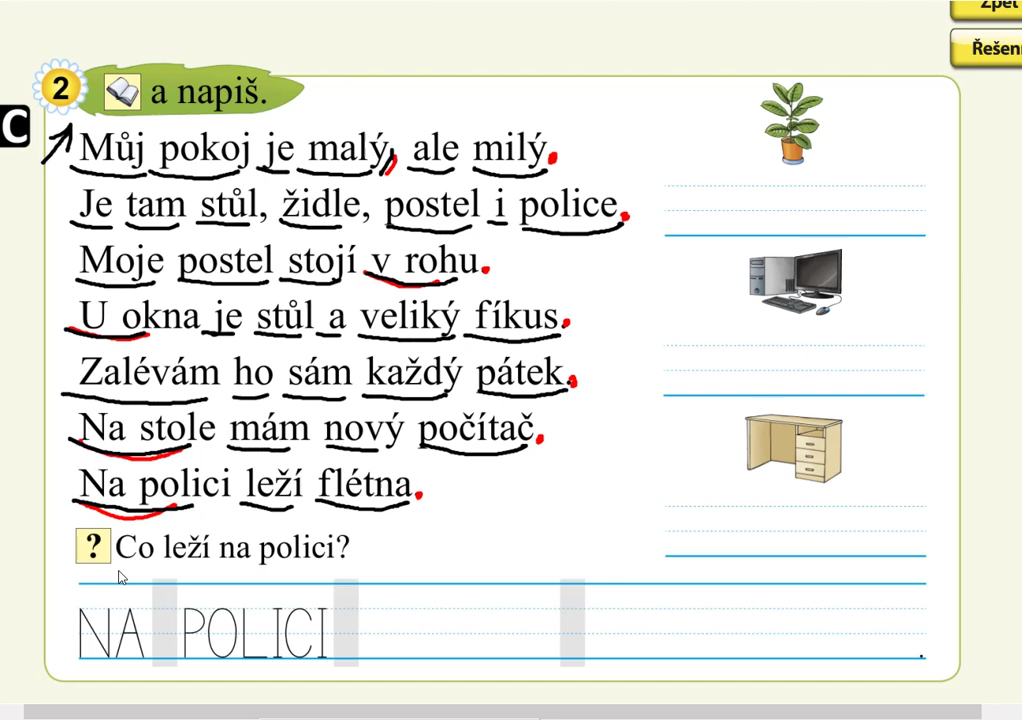 Zpět
Řešení
2 a napiš.
C
Můj pokoj je malý, ale milý.
Je tam stůl, židle, postel i police.
Moje postel stojí v rohu.
U okna je stůl a veliký fíkus.
Zalévám ho sám každý pátek.
Na stole mám nový počítač.
Na polici leží flétna.
? Co leží na polici?
NA POLICI .